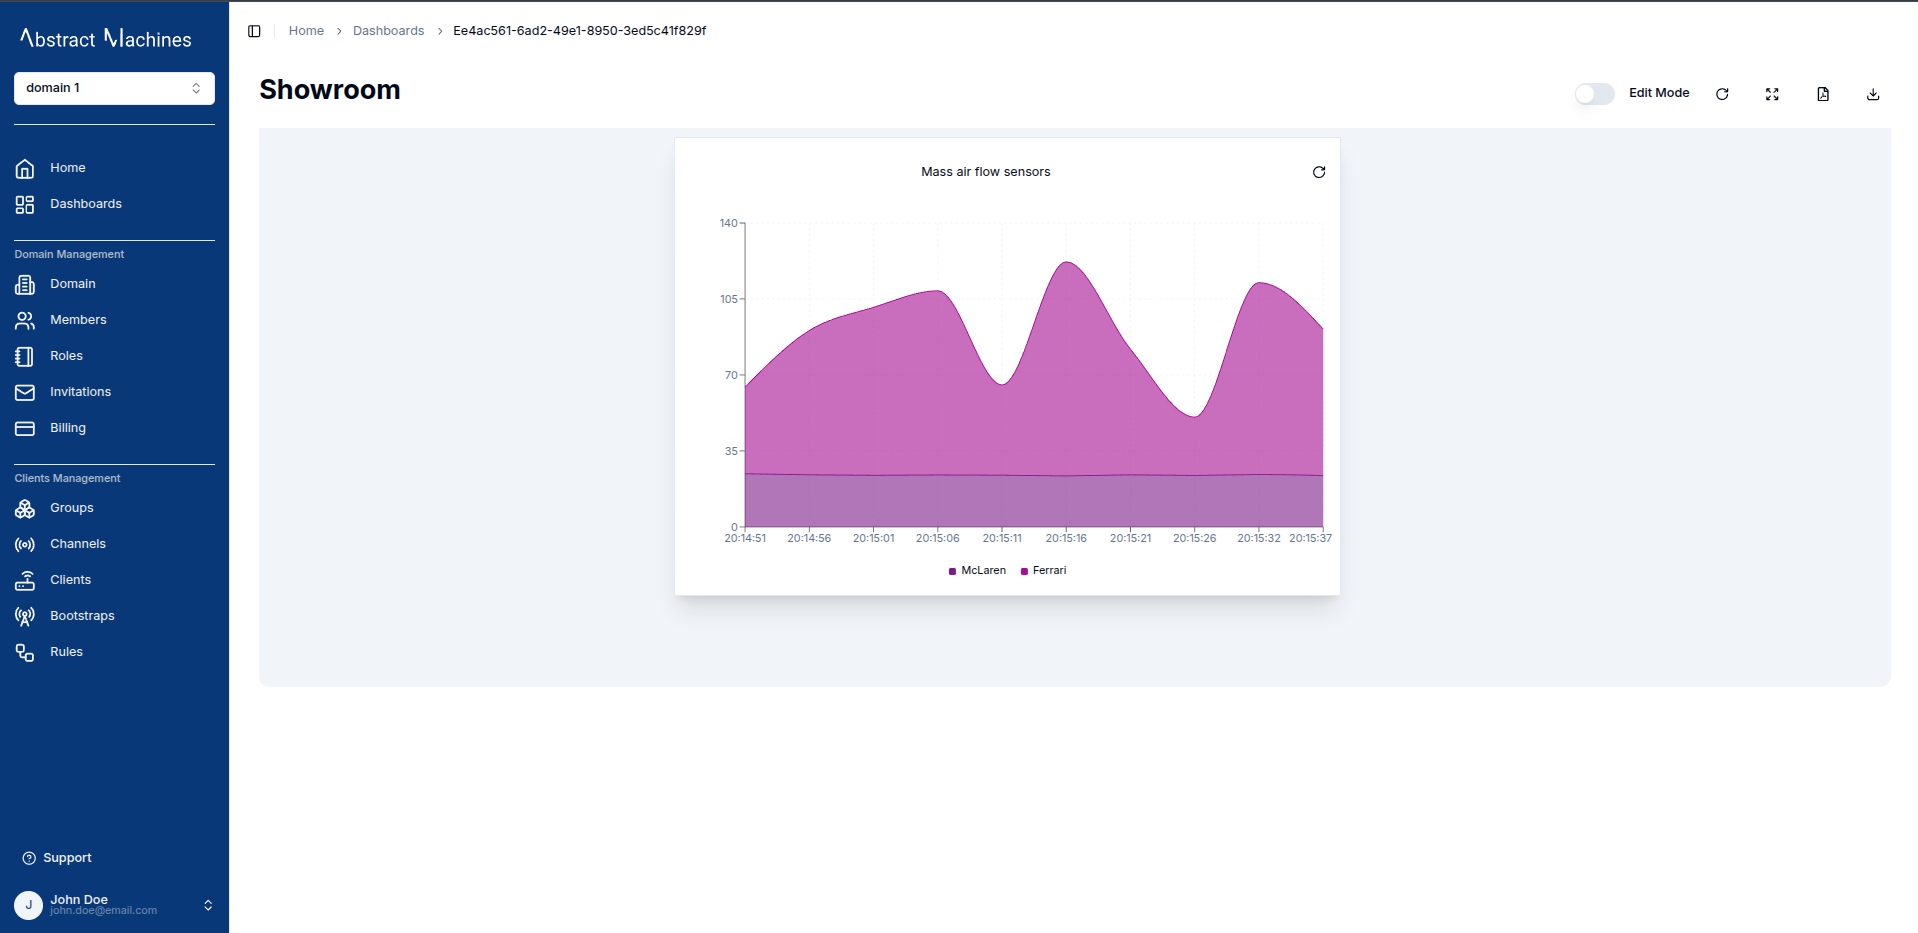 Abstract Machines
domain 1
Home
Dashboards
Domain Management
Domain
Members
Roles
Invitations
Billing
Clients Management
Groups
Channels
Clients
Bootstraps
Rules
Support
J
John Doe
john.doe@email.com
Home > Dashboards > Ee4ac561-6ad2-49e1-8950-3ed5c41f829f
Showroom
Edit Mode
Mass air flow sensors
140
105
70
35
0
20:14:51 20:14:56 20:15:01 20:15:06 20:15:11 20:15:16 20:15:21 20:15:26 20:15:32 20:15:37
McLaren Ferrari